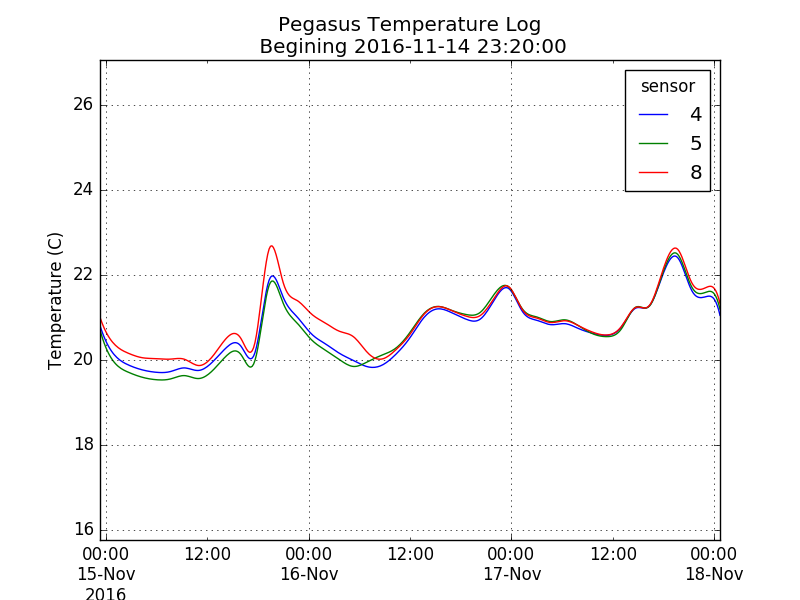 Pegasus Temperature Log
Begining 2016-11-14 23:20:00
sensor
4
5
8
Temperature (C)
26
24
22
20
18
16
00:00 12:00 00:00 12:00 00:00 12:00 00:00
15-Nov 16-Nov 17-Nov 18-Nov
2016